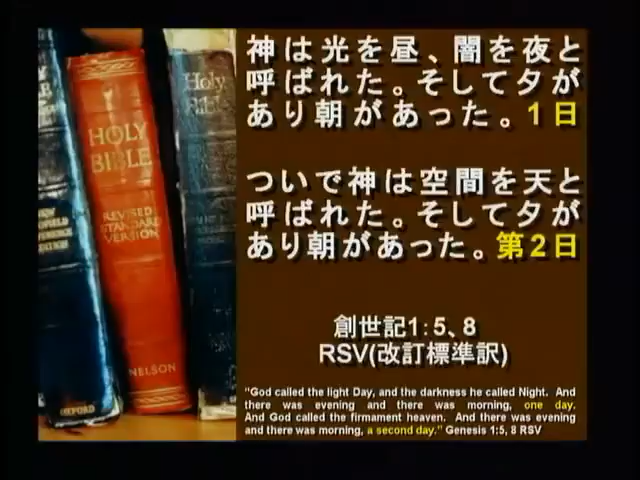 HOLY
BIBLE
REVISED
STANDARD
VERSION
NELSON
OXFORD
Holy
神は光を昼、闇を夜と
呼ばれた。そして夕が
あり朝があった。1日
ついで神は空間を天と
呼ばれた。そして夕が
あり朝があった。第2日
創世記1:5、8
RSV(改訂標準訳)
"God called the light Day, and the darkness he called Night. And
there was evening and there was morning, one day.
And God called the firmament heaven. And there was evening
and there was morning, a second day." Genesis 1:5, 8 RSV